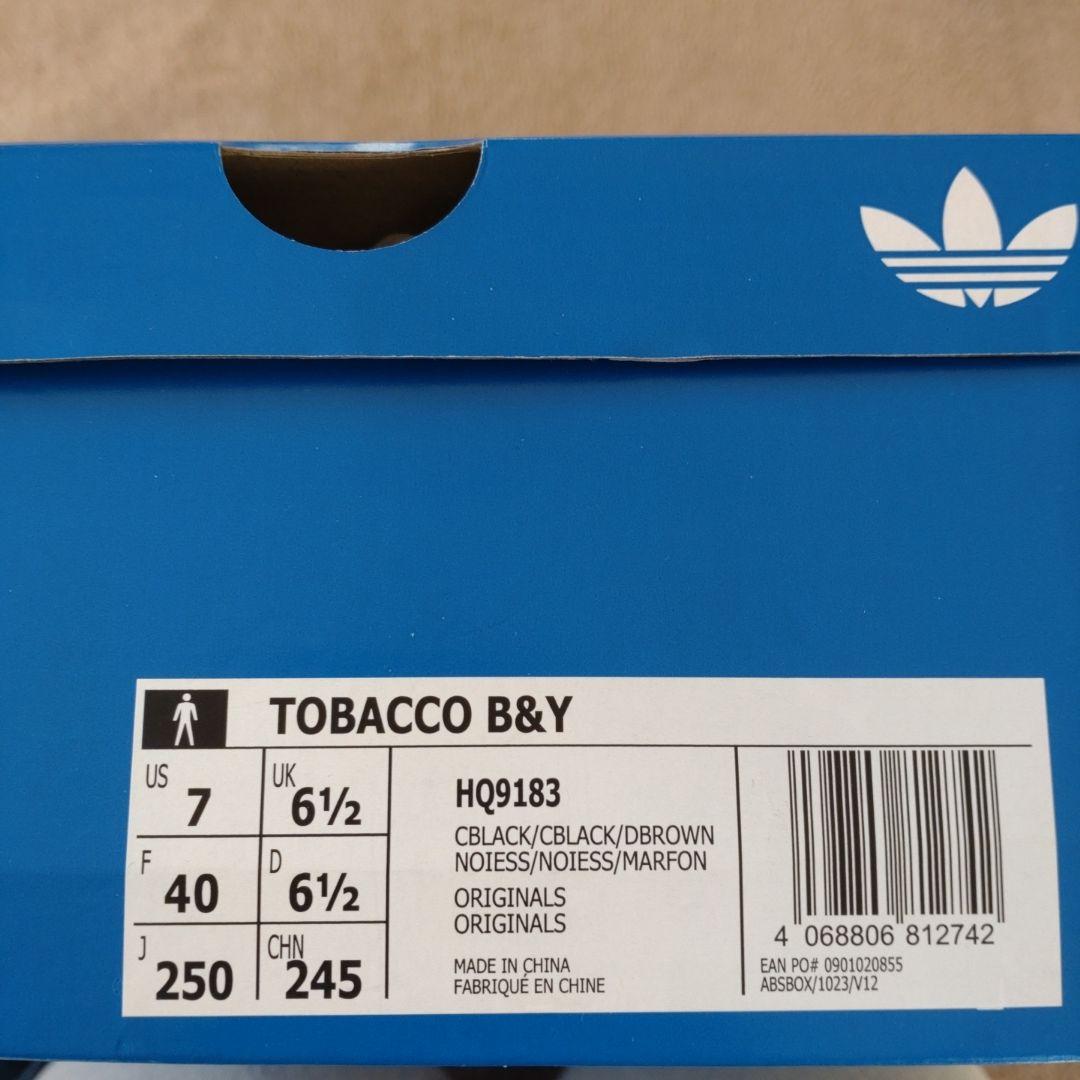 TOBACCO B&Y
US 7 UK 6½
F 40 D 6½
J 250 CHN 245
HQ9183
CBLACK/CBLACK/DBROWN
NOIESS/NOIESS/MARFON
ORIGINALS
ORIGINALS
MADE IN CHINA
FABRIQUÉ EN CHINE
4 068806 812742
EAN PO# 0901020855
ABSBOX/1023/V12